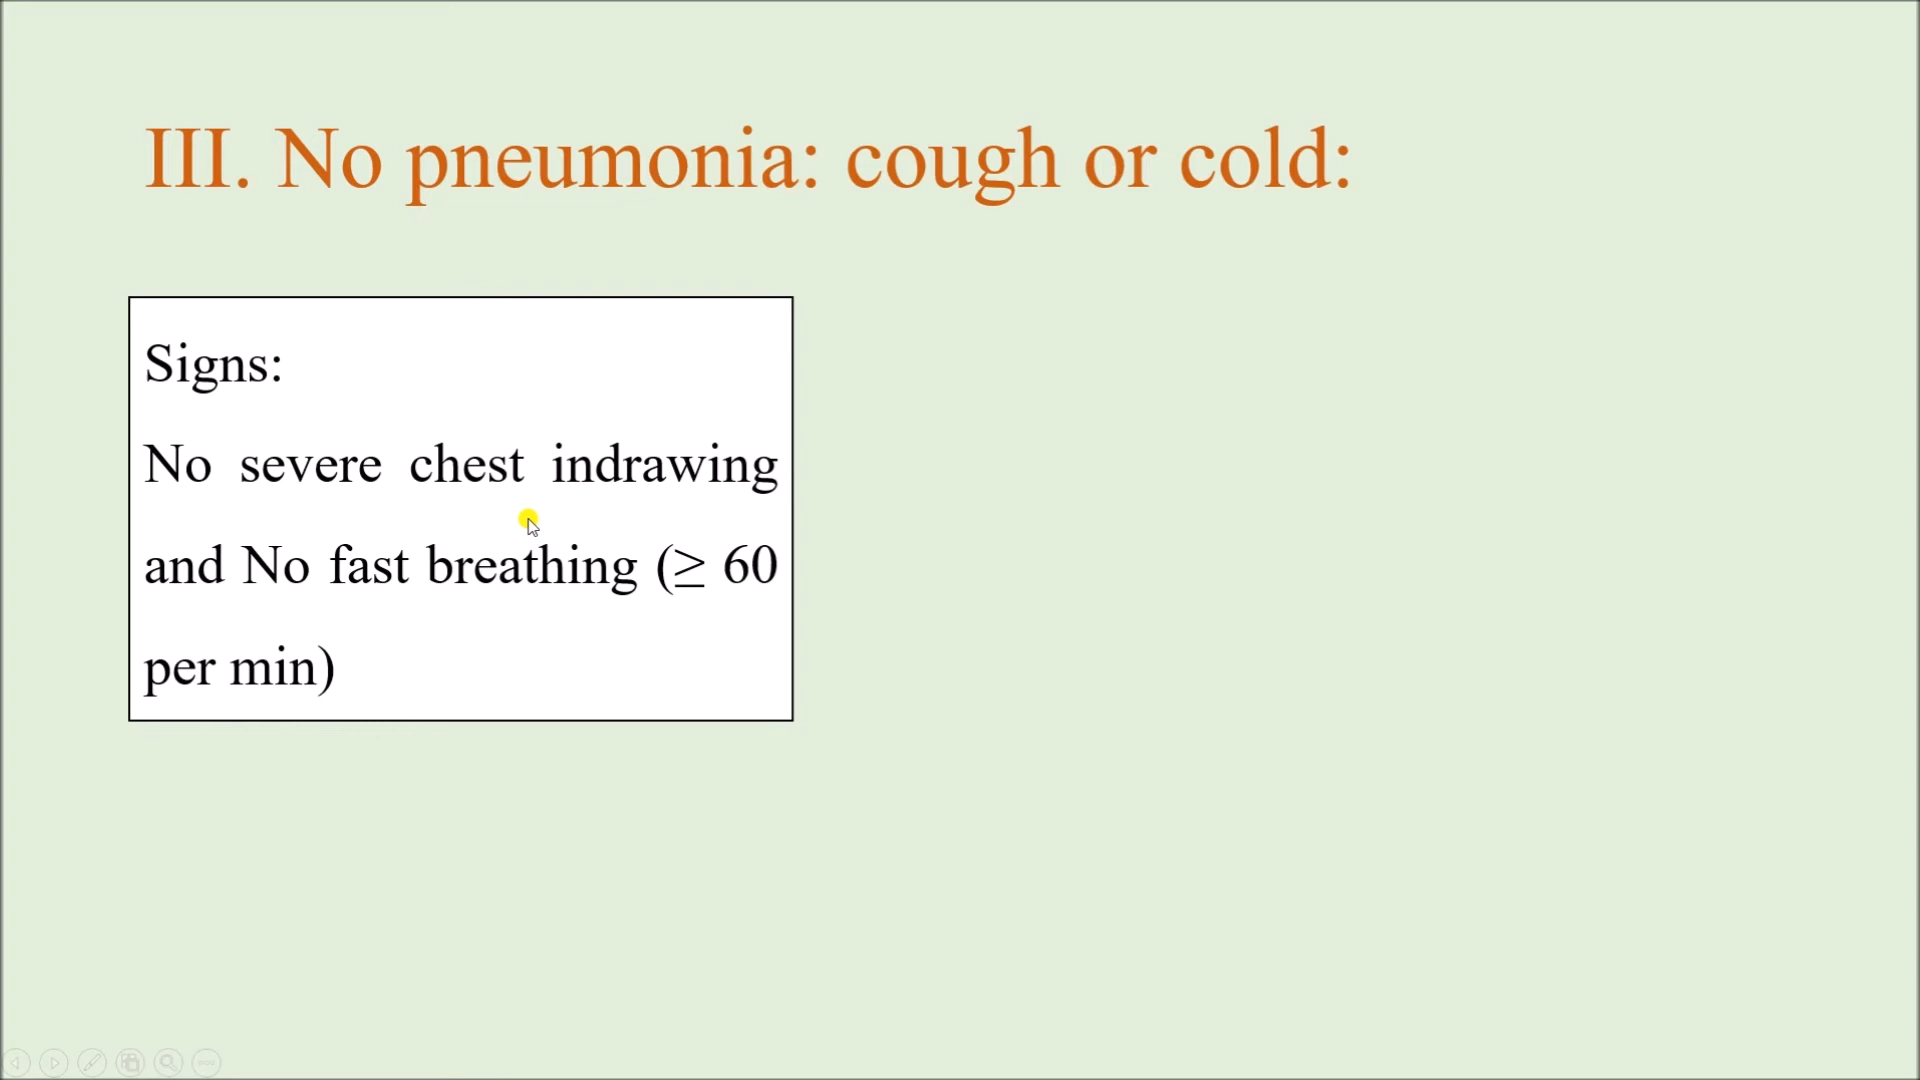 III. No pneumonia: cough or cold:
Signs:
No severe chest indrawing
and No fast breathing (≥ 60
per min)